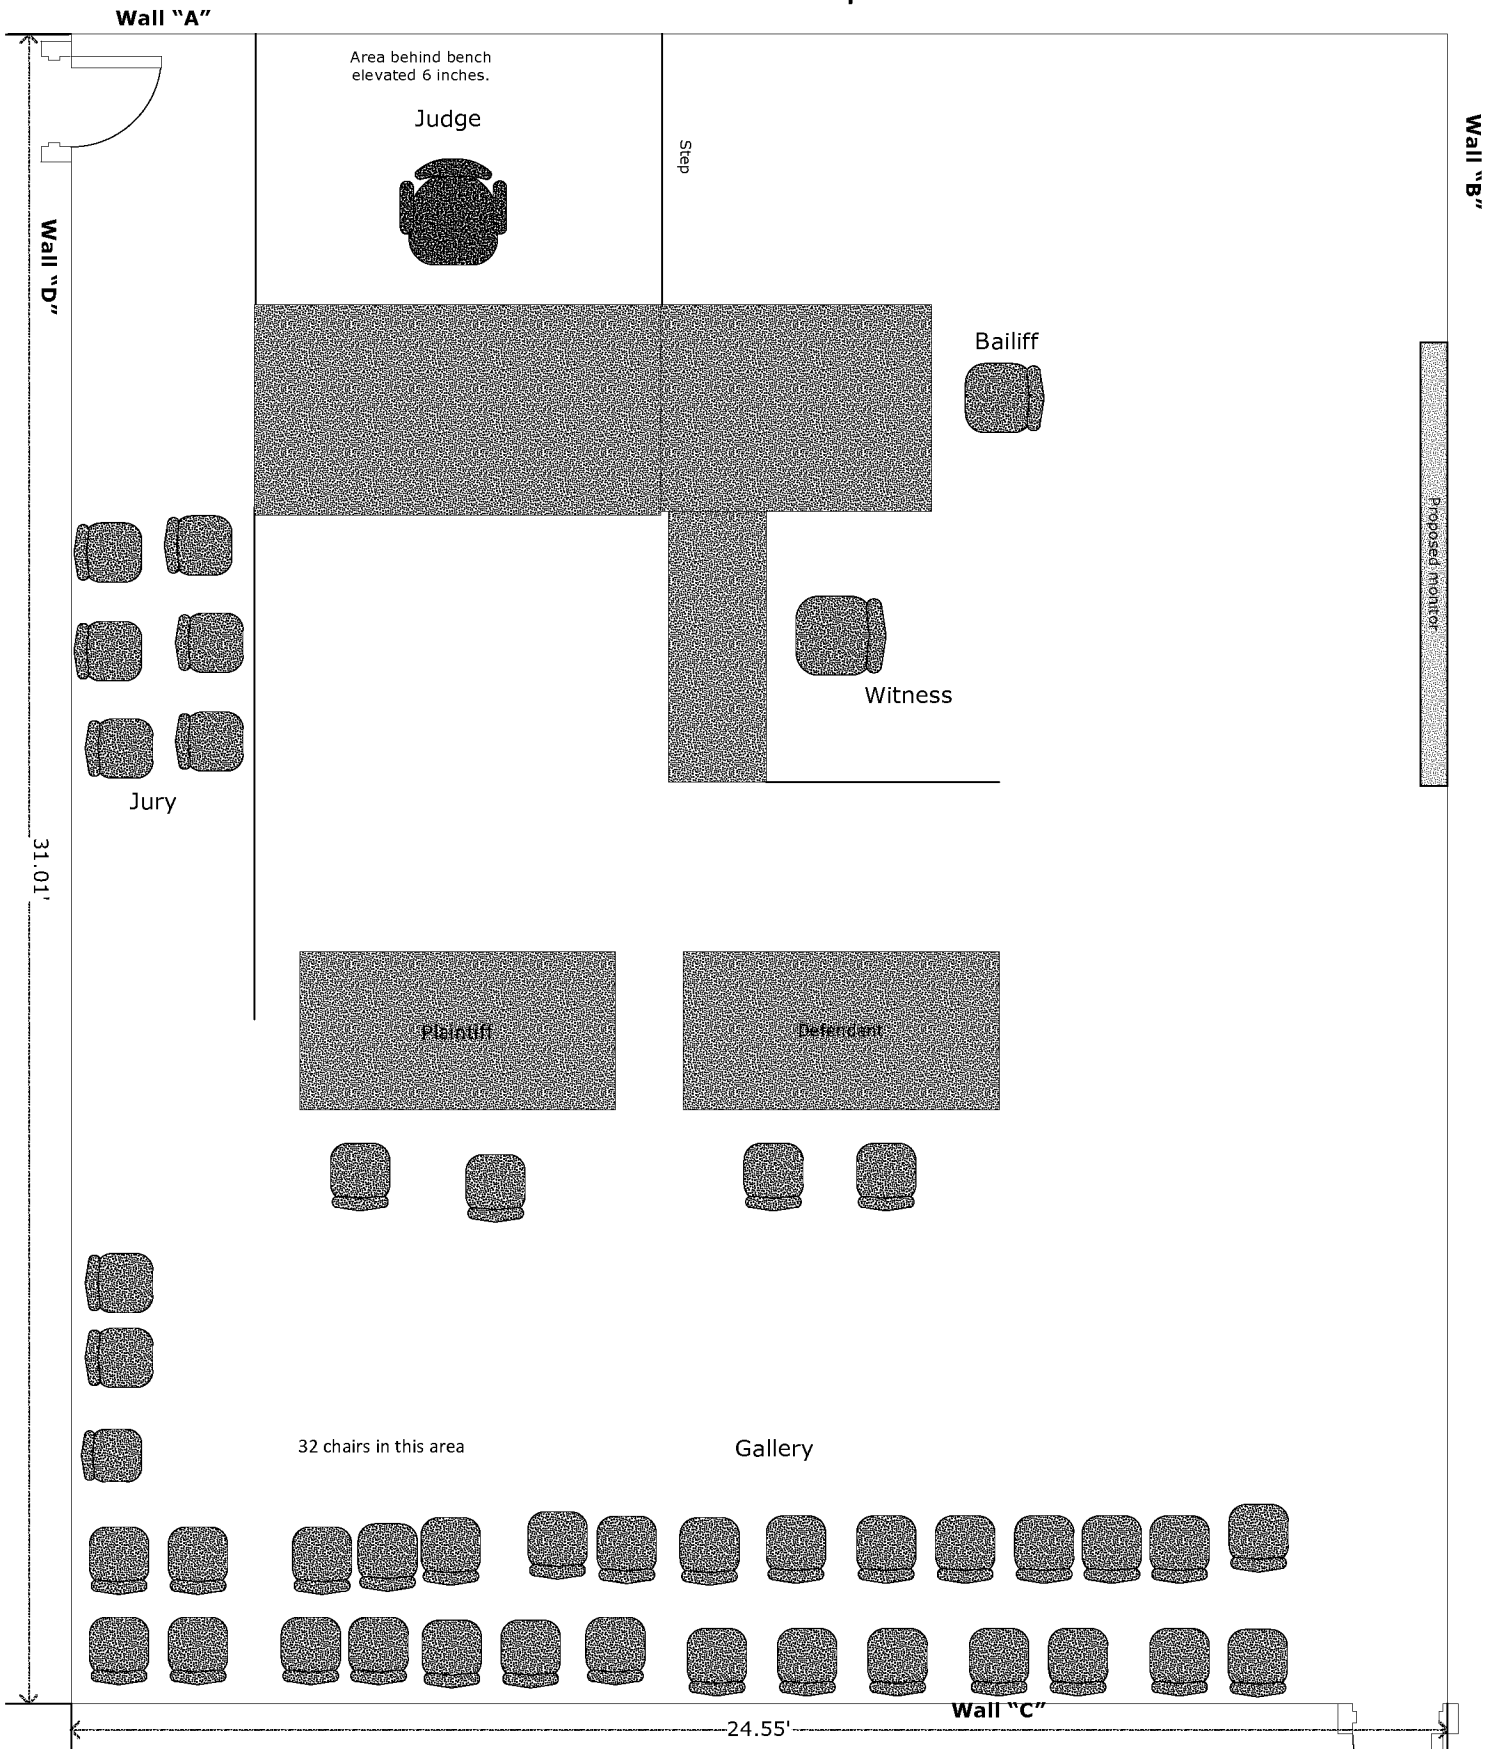 Wall “A”
Area behind bench
elevated 6 inches.
Judge
Step
Wall “B”
Wall “D”
Bailiff
Proposed monitor
Witness
Jury
31.01'
Plaintiff
Defendant
32 chairs in this area
Gallery
Wall “C”
24.55'